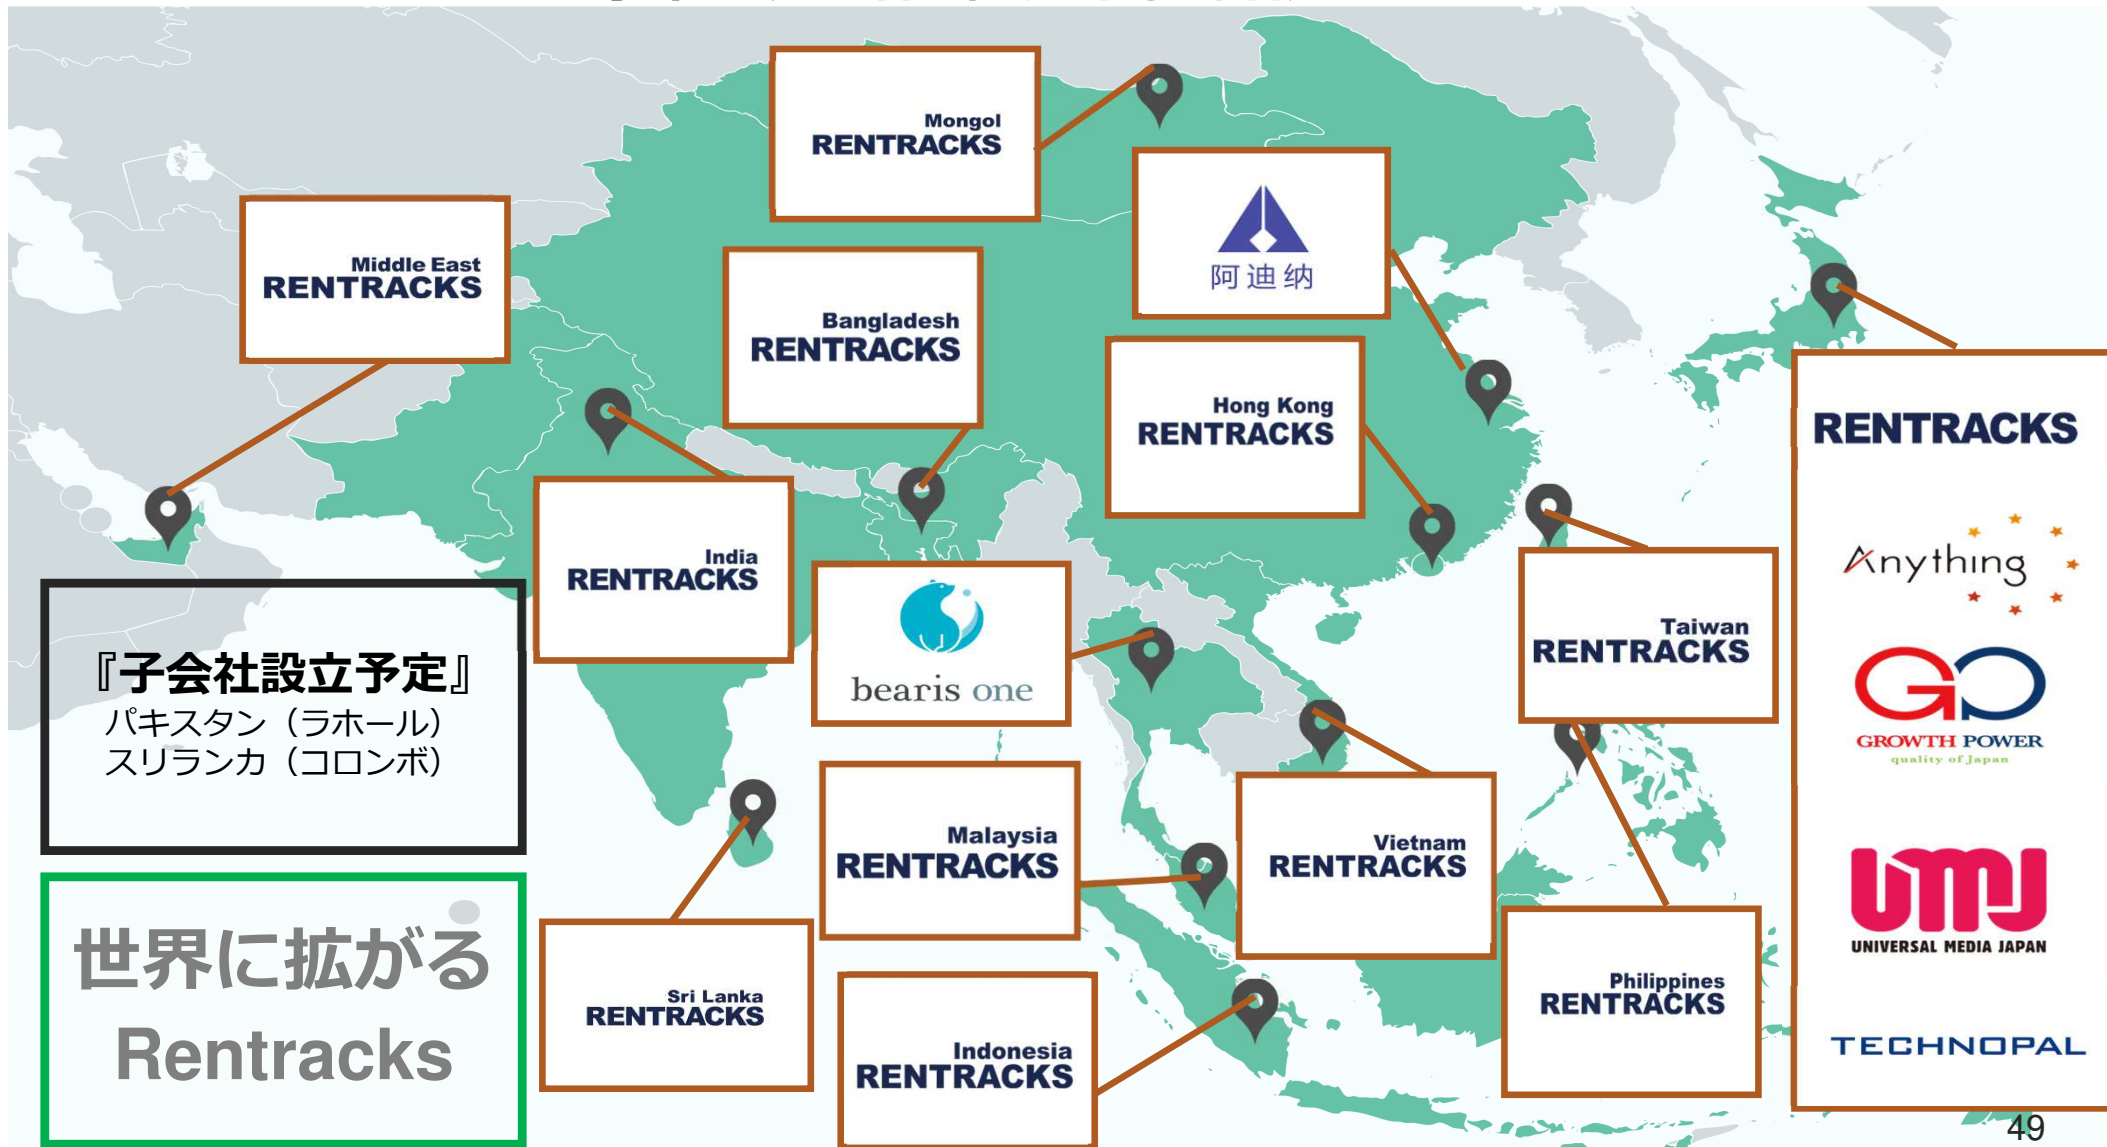 Mongol
RENTRACKS
阿迪纳
Middle East
RENTRACKS
Bangladesh
RENTRACKS
Hong Kong
RENTRACKS
RENTRACKS
Anything
GROWTH POWER
quality of Japan
UMJ
UNIVERSAL MEDIA JAPAN
TECHNOPAL
India
RENTRACKS
bearis one
Taiwan
RENTRACKS
『子会社設立予定』
パキスタン（ラホール）
スリランカ（コロンボ）
Malaysia
RENTRACKS
Vietnam
RENTRACKS
世界に拡がる
Rentracks
Sri Lanka
RENTRACKS
Indonesia
RENTRACKS
Philippines
RENTRACKS
49